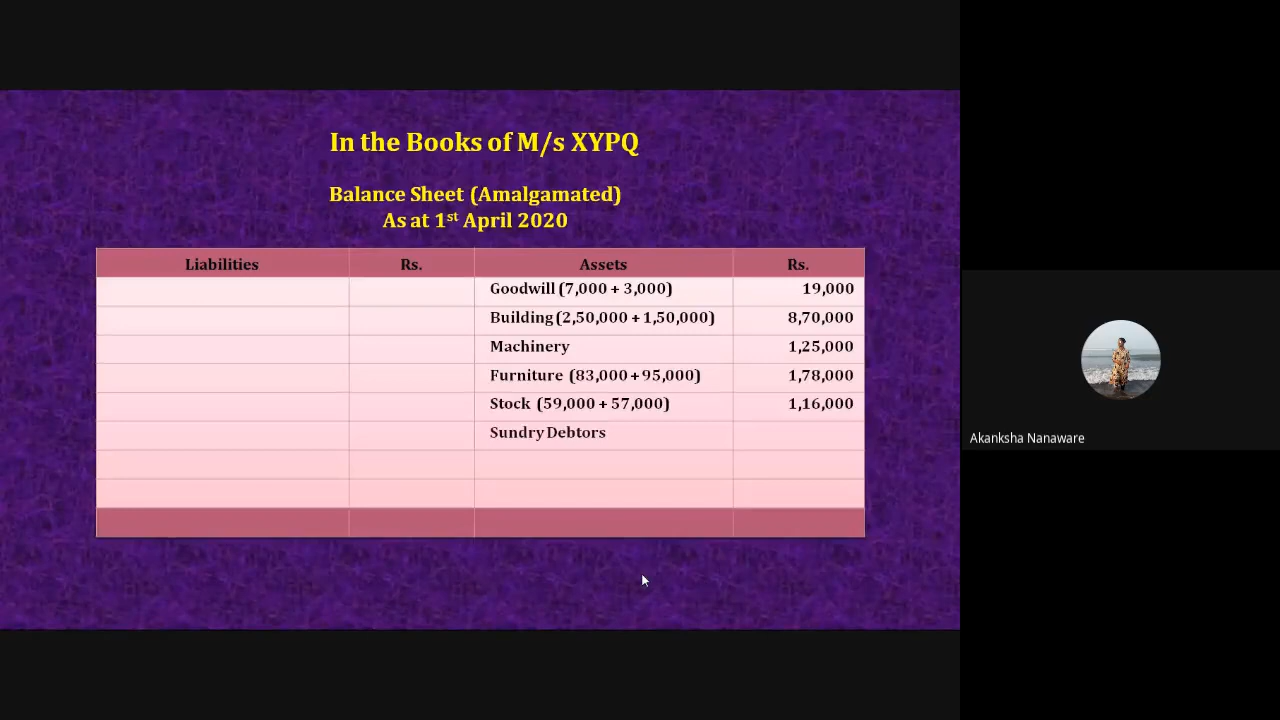 In the Books of M/s XYPQ
Balance Sheet (Amalgamated)
As at 1st April 2020
Liabilities Rs. Assets Rs.
Goodwill (7,000 + 3,000) 19,000
Building (2,50,000 + 1,50,000) 8,70,000
Machinery 1,25,000
Furniture (83,000 + 95,000) 1,78,000
Stock (59,000 + 57,000) 1,16,000
Sundry Debtors
Akanksha Nanaware